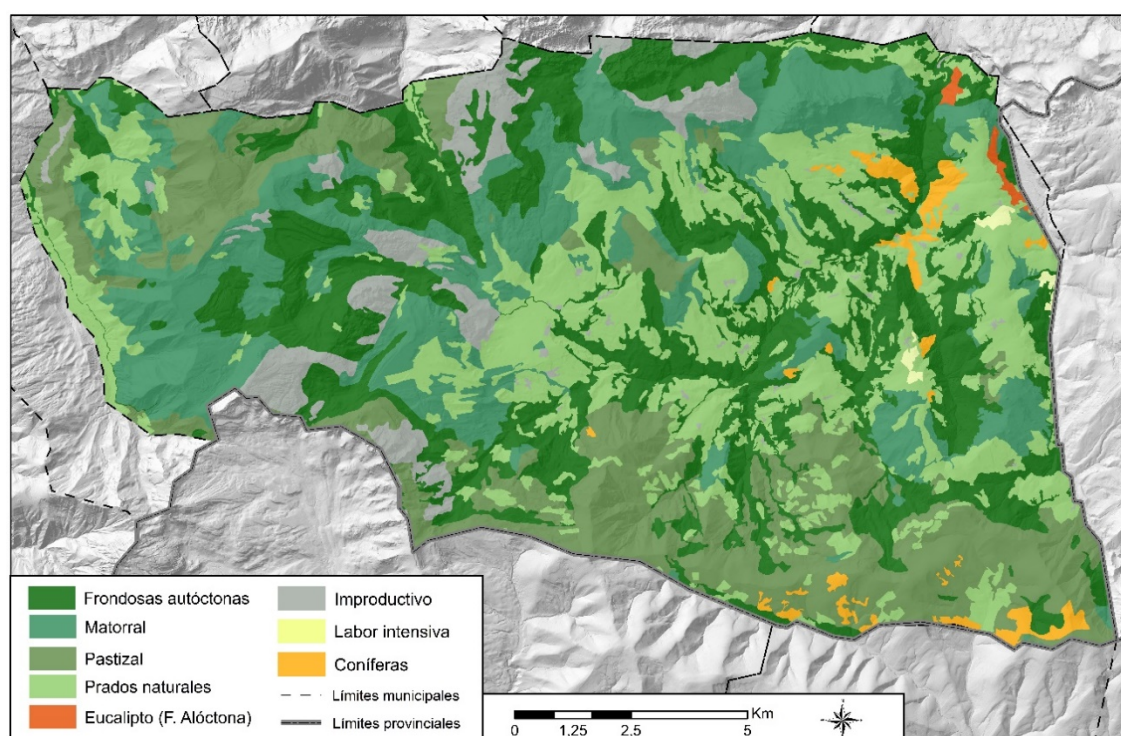 Frondosas autóctonas
Matorral
Pastizal
Prados naturales
Eucalipto (F. Alóctona)
Improductivo
Labor intensiva
Coníferas
Límites municipales
Límites provinciales
Km
0 1.25 2.5 5